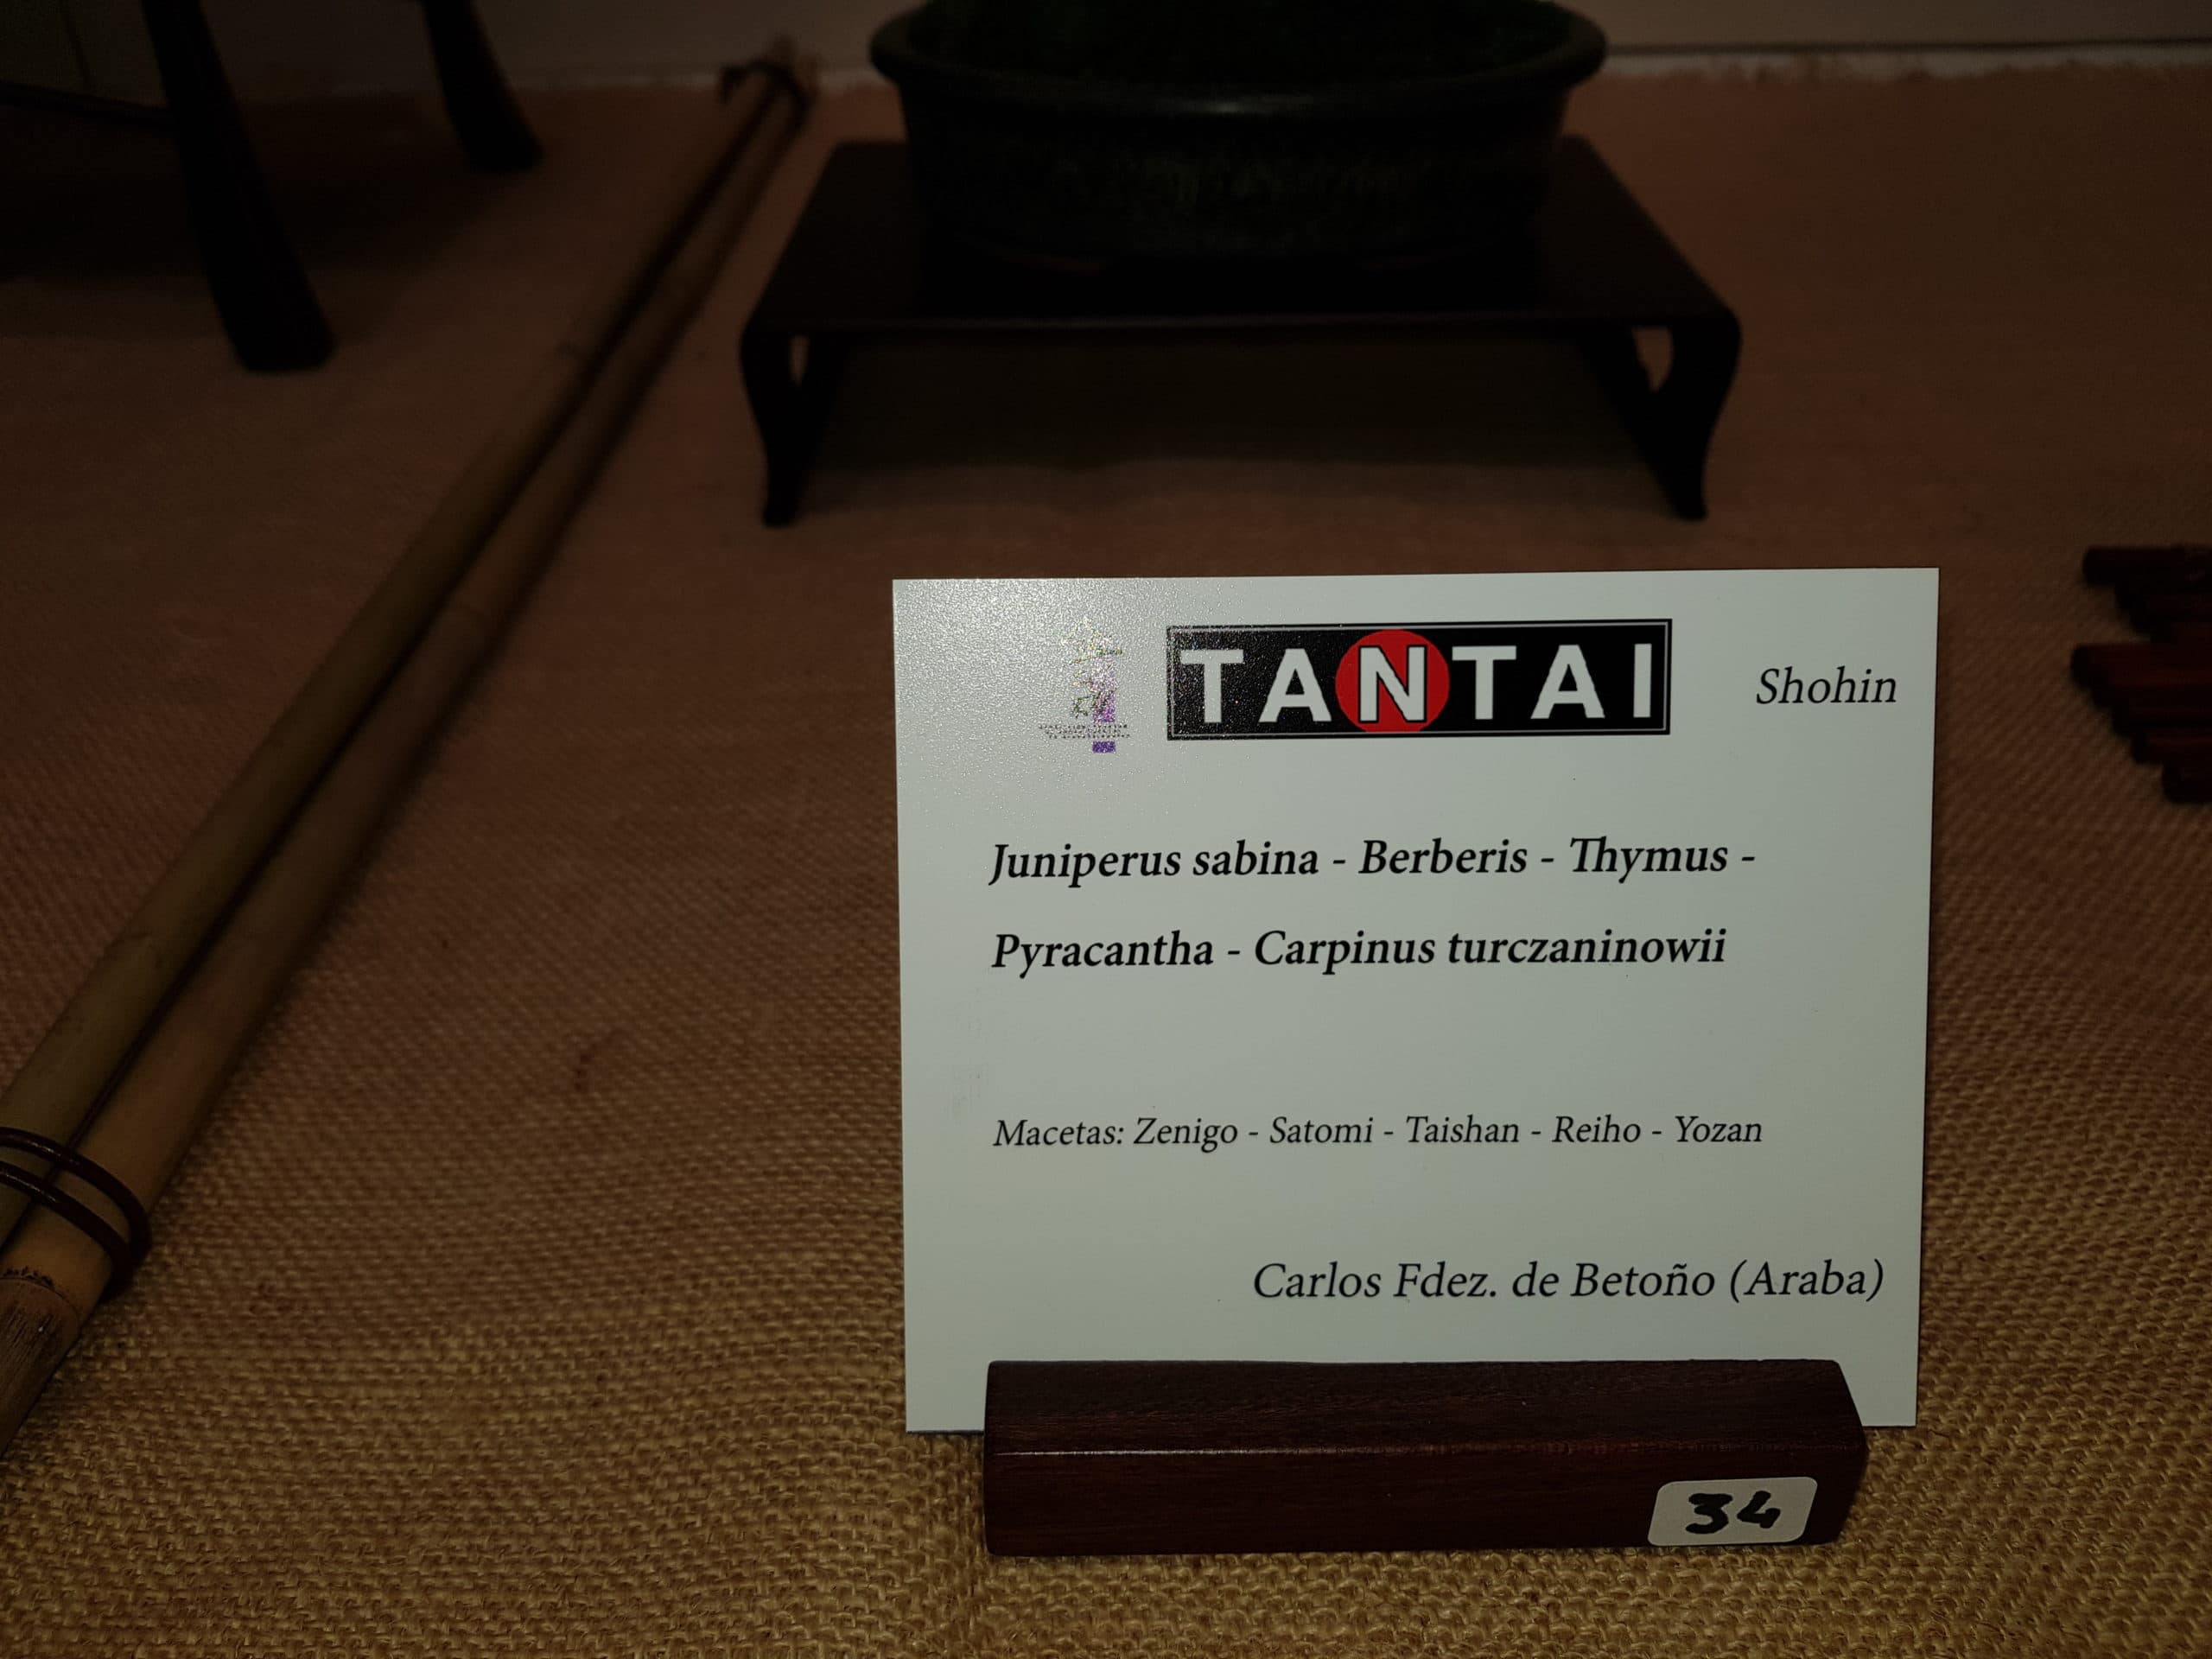 TANTAI
Shohin
Juniperus sabina - Berberis - Thymus -
Pyracantha - Carpinus turczaninowii
Macetas: Zenigo - Satomi - Taishan - Reiho - Yozan
Carlos Fdez. de Betoño (Araba)
34